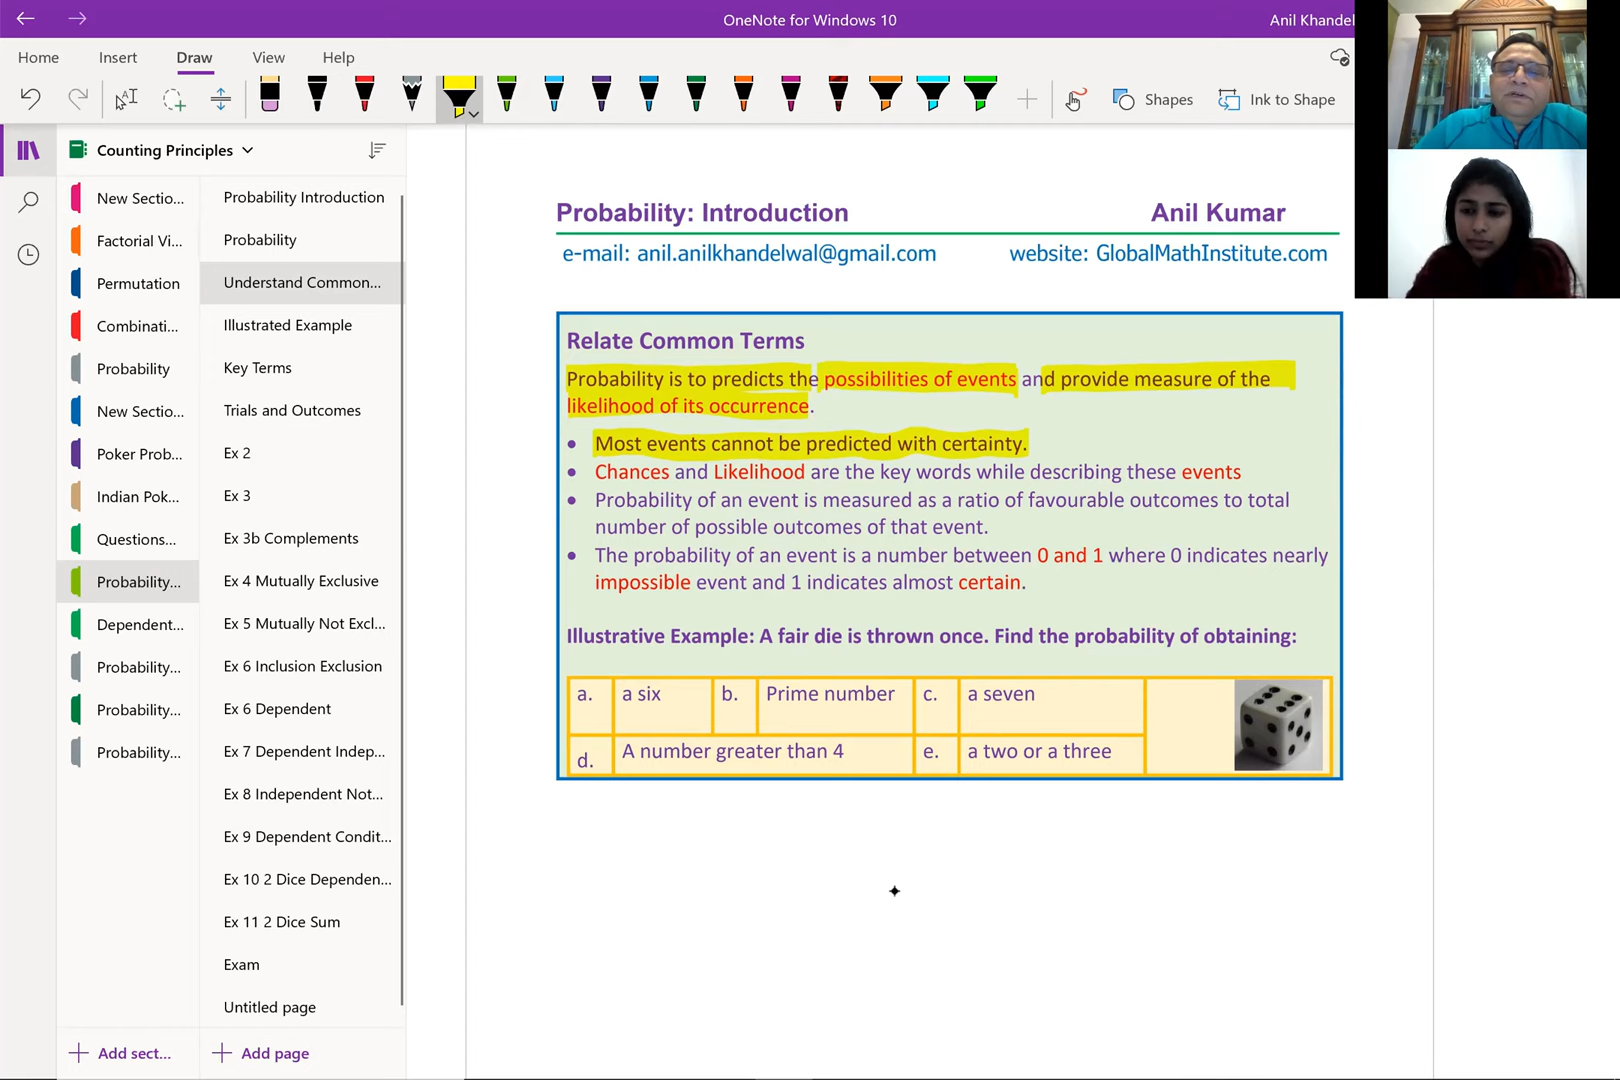 OneNote for Windows 10
Anil Khandel
Home Insert Draw View Help
Shapes Ink to Shape
Counting Principles
New Sectio...
Factorial Vi...
Permutation
Combinati...
Probability
New Sectio...
Poker Prob...
Indian Pok...
Questions...
Probability...
Dependent...
Probability...
Probability...
Probability...
Add sect...
Probability Introduction
Probability
Understand Common...
Illustrated Example
Key Terms
Trials and Outcomes
Ex 2
Ex 3
Ex 3b Complements
Ex 4 Mutually Exclusive
Ex 5 Mutually Not Excl...
Ex 6 Inclusion Exclusion
Ex 6 Dependent
Ex 7 Dependent Indep...
Ex 8 Independent Not...
Ex 9 Dependent Condit...
Ex 10 2 Dice Dependen...
Ex 11 2 Dice Sum
Exam
Untitled page
Add page
Probability: Introduction Anil Kumar
e-mail: anil.anilkhandelwal@gmail.com website: GlobalMathInstitute.com
Relate Common Terms
Probability is to predicts the possibilities of events and provide measure of the
likelihood of its occurrence.
• Most events cannot be predicted with certainty.
• Chances and Likelihood are the key words while describing these events
• Probability of an event is measured as a ratio of favourable outcomes to total
number of possible outcomes of that event.
• The probability of an event is a number between 0 and 1 where 0 indicates nearly
impossible event and 1 indicates almost certain.
Illustrative Example: A fair die is thrown once. Find the probability of obtaining:
a. a six b. Prime number c. a seven
d. A number greater than 4 e. a two or a three